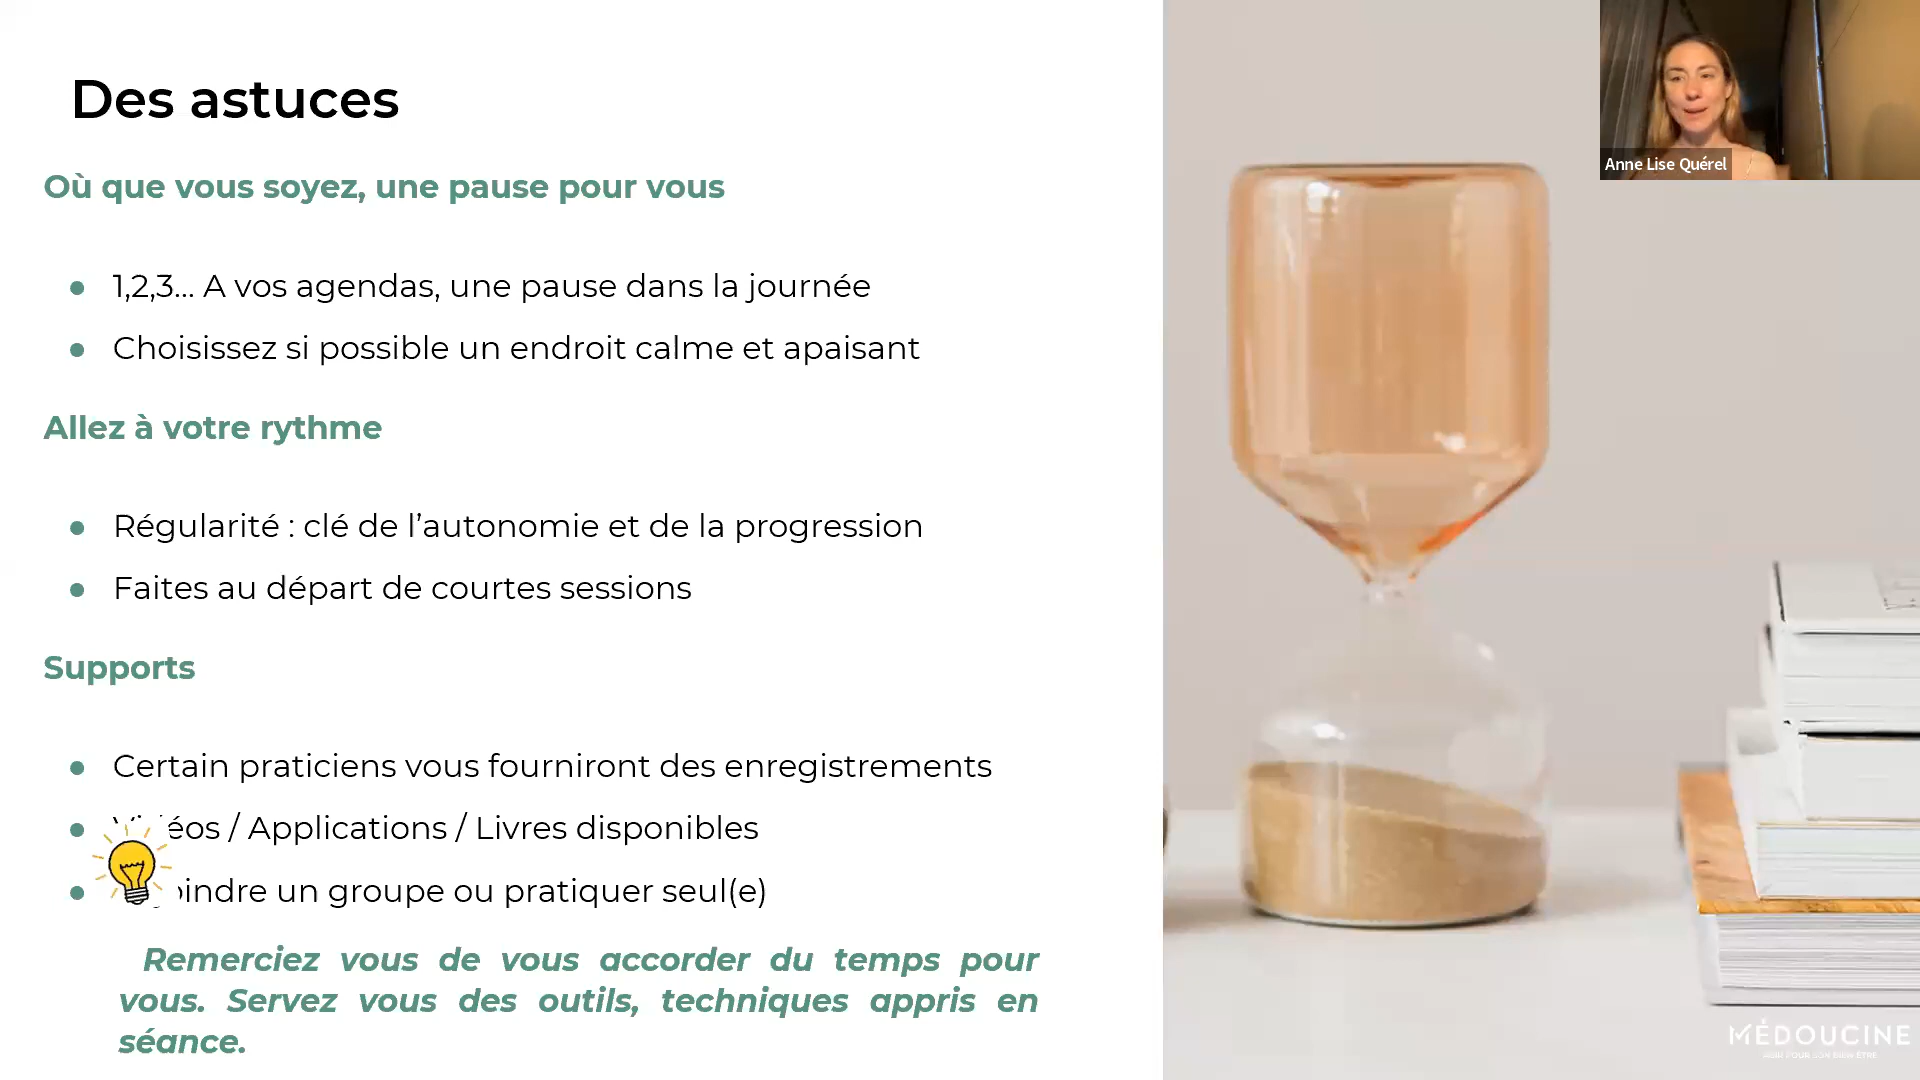 Des astuces
Anne Lise Quérel
Où que vous soyez, une pause pour vous
1,2,3... A vos agendas, une pause dans la journée
Choisissez si possible un endroit calme et apaisant
Allez à votre rythme
Régularité : clé de l’autonomie et de la progression
Faites au départ de courtes sessions
Supports
Certain praticiens vous fourniront des enregistrements
/ Applications / Livres disponibles
un groupe ou pratiquer seul(e)
Remerciez vous de vous accorder du temps pour
vous. Servez vous des outils, techniques appris en
séance.
MÉDOUCINE